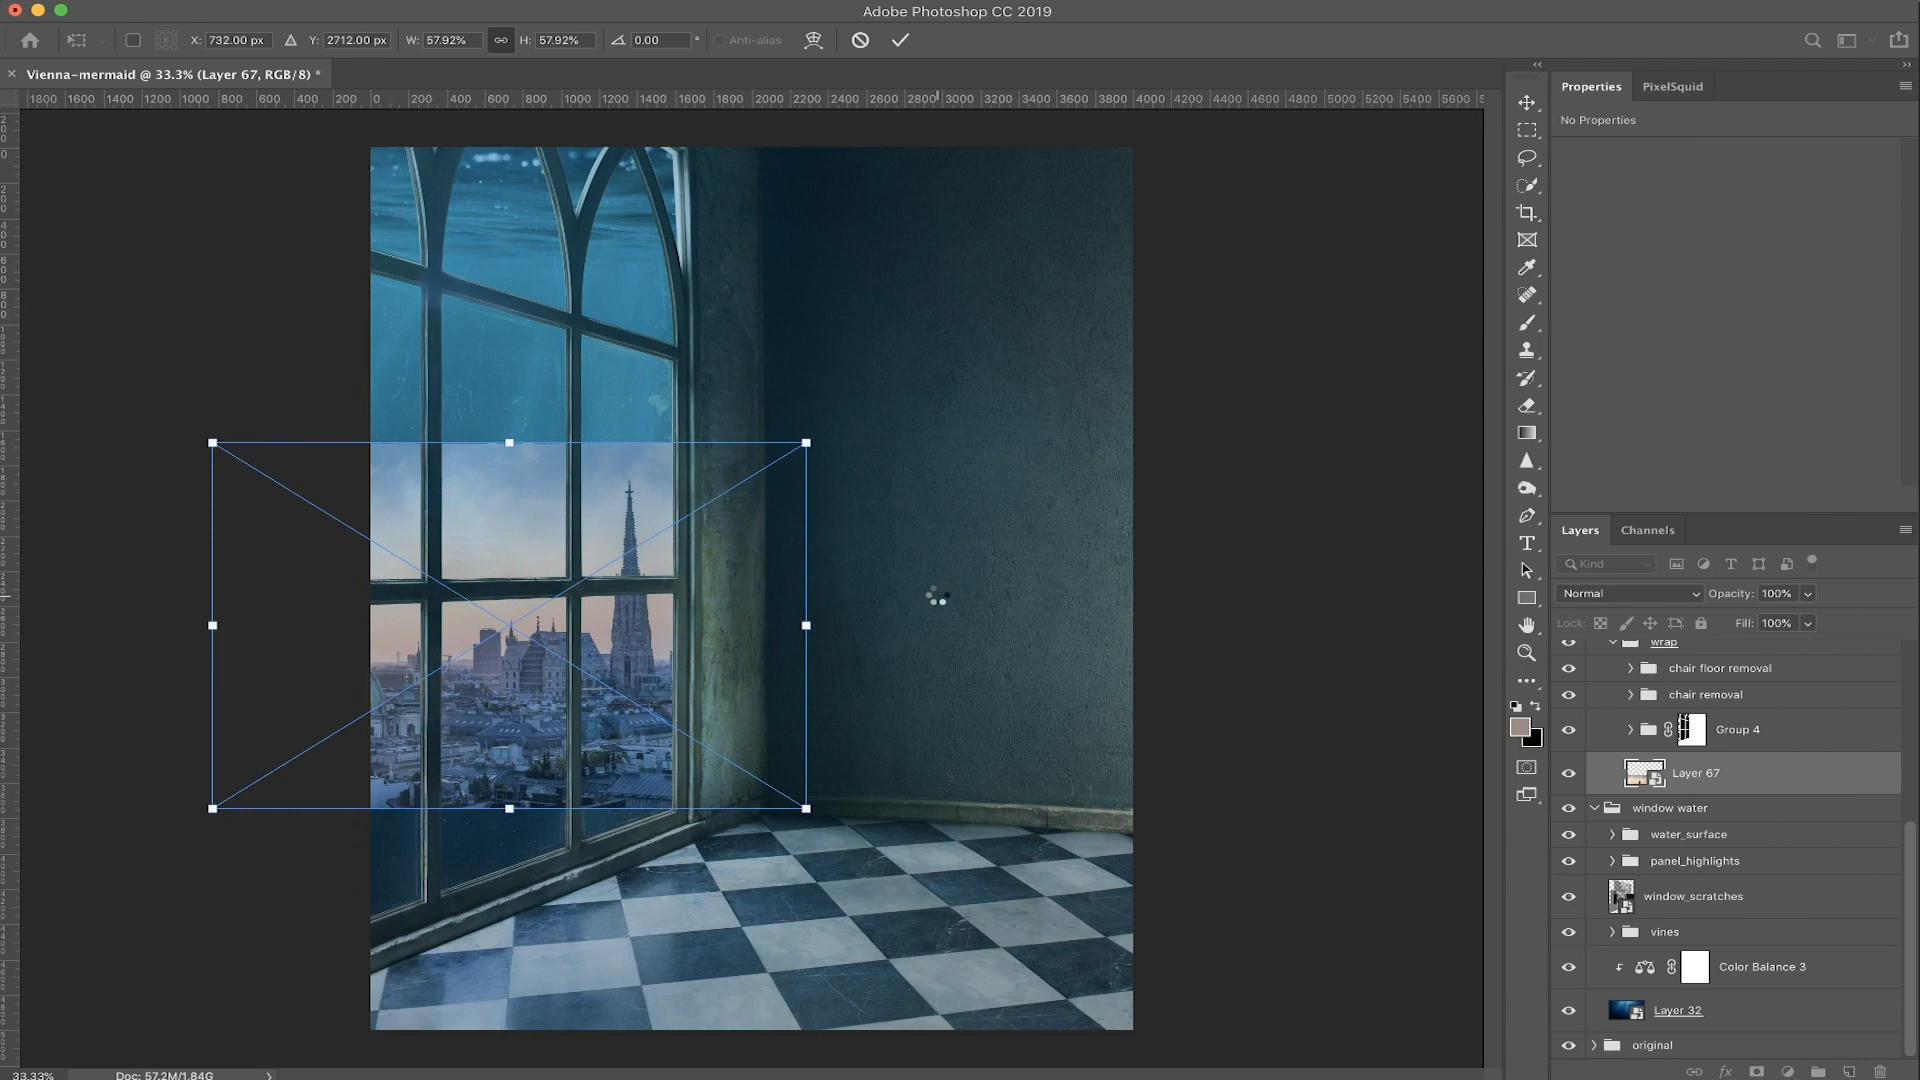 Adobe Photoshop CC 2019
X: 732.00 px Y: 2712.00 px W: 57.92% H: 57.92% 0.00 ° Anti-alias
Vienna-mermaid @ 33.3% (Layer 67, RGB/8) *
1800 1600 1400 1200 1000 800 600 400 200 0 200 400 600 800 1000 1200 1400 1600 1800 2000 2200 2400 2600 2800 3000 3200 3400 3600 3800 4000 4200 4400 4600 4800 5000 5200 5400 5600
Properties PixelSquid
No Properties
Layers Channels
Kind
Normal Opacity: 100%
Lock: Fill: 100%
wrap
chair floor removal
chair removal
Group 4
Layer 67
window water
water_surface
panel_highlights
window_scratches
vines
Color Balance 3
Layer 32
original
fx
33.33% Doc: 57.2M/1.84G